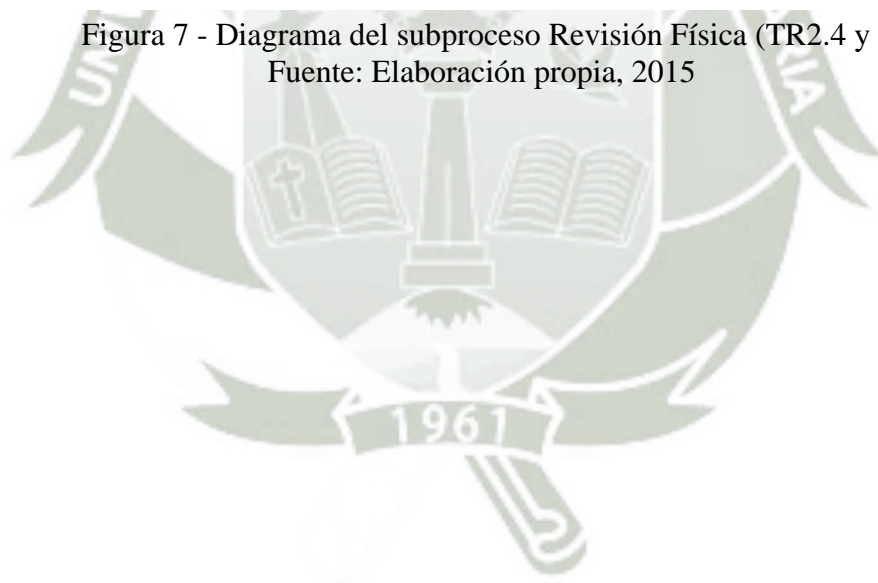 Figura 7 - Diagrama del subproceso Revisión Física (TR2.4 y
Fuente: Elaboración propia, 2015
1961